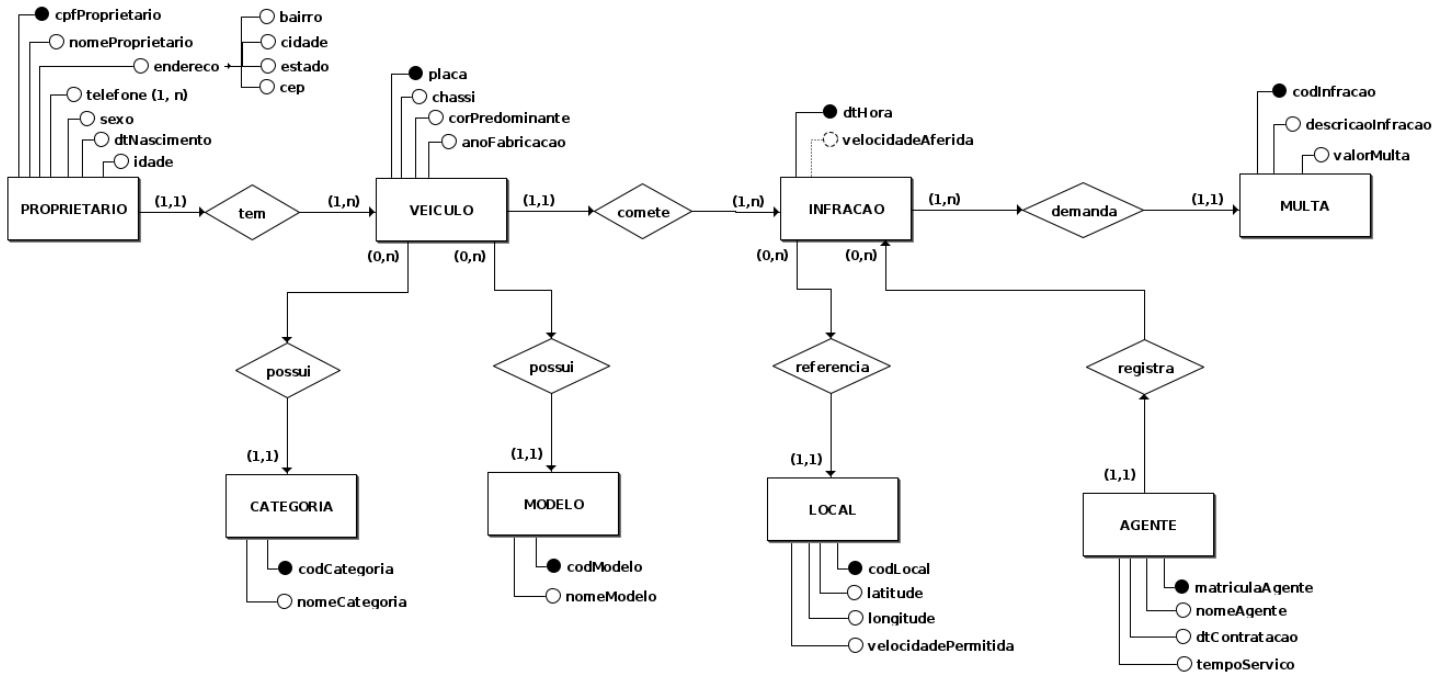 cpfProprietario
nomeProprietario
endereco
bairro
cidade
estado
cep
telefone (1, n)
sexo
dtNascimento
idade
PROPRIETARIO
(1,1)
tem
(1,n)
placa
chassi
corPredominante
anoFabricacao
VEICULO
(1,1)
comete
(1,n)
dtHora
velocidadeAferida
INFRACAO
(1,n)
demanda
(1,1)
codInfracao
descricaoInfracao
valorMulta
MULTA
(0,n)
(0,n)
(0,n)
(0,n)
possui
possui
referencia
registra
(1,1)
(1,1)
(1,1)
(1,1)
CATEGORIA
codCategoria
nomeCategoria
MODELO
codModelo
nomeModelo
LOCAL
codLocal
latitude
longitude
velocidadePermitida
AGENTE
matriculaAgente
nomeAgente
dtContratacao
tempoServico